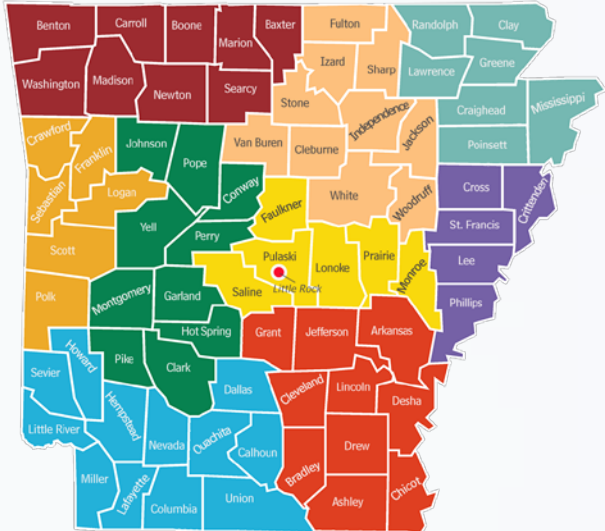 Benton
Carroll
Boone
Marion
Baxter
Fulton
Randolph
Clay
Washington
Madison
Newton
Searcy
Izard
Sharp
Lawrence
Greene
Stone
Independence
Jackson
Craighead
Mississippi
Crawford
Franklin
Johnson
Pope
Van Buren
Cleburne
Poinsett
Sebastian
Logan
Conway
Faulkner
White
Woodruff
Cross
Crittenden
Yell
Perry
St. Francis
Scott
Pulaski
Lonoke
Prairie
Monroe
Lee
Little Rock
Polk
Montgomery
Garland
Saline
Phillips
Hot Spring
Grant
Jefferson
Arkansas
Howard
Pike
Clark
Sevier
Dallas
Cleveland
Lincoln
Desha
Hempstead
Little River
Nevada
Ouachita
Calhoun
Drew
Bradley
Miller
Lafayette
Columbia
Union
Ashley
Chicot